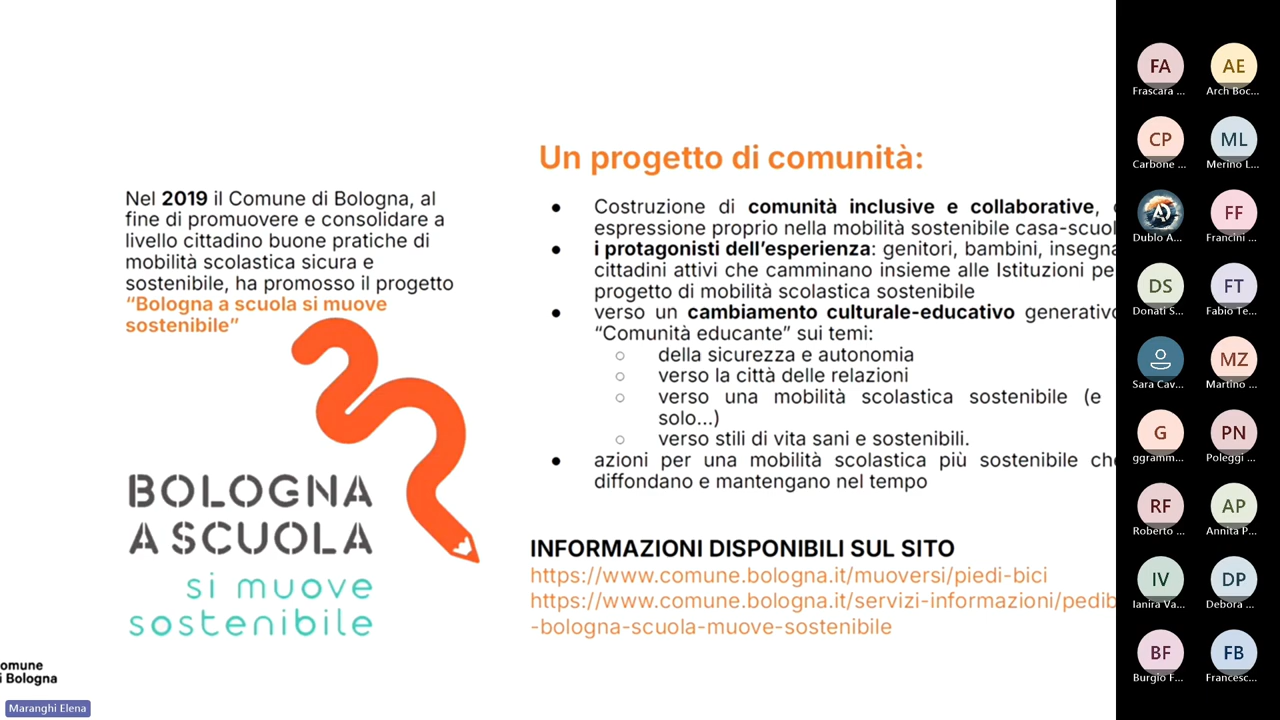 Nel 2019 il Comune di Bologna, al
fine di promuovere e consolidare a
livello cittadino buone pratiche di
mobilità scolastica sicura e
sostenibile, ha promosso il progetto
“Bologna a scuola si muove
sostenibile”
BOLOGNA
A SCUOLA
si muove
sostenibile
omune
i Bologna
Maranghi Elena
Un progetto di comunità:
● Costruzione di comunità inclusive e collaborative,
espressione proprio nella mobilità sostenibile casa-scuol
● i protagonisti dell’esperienza: genitori, bambini, insegna
cittadini attivi che camminano insieme alle Istituzioni pe
progetto di mobilità scolastica sostenibile
● verso un cambiamento culturale-educativo generativo
“Comunità educante” sui temi:
○ della sicurezza e autonomia
○ verso la città delle relazioni
○ verso una mobilità scolastica sostenibile (e
solo...)
○ verso stili di vita sani e sostenibili.
● azioni per una mobilità scolastica più sostenibile che
diffondano e mantengano nel tempo
INFORMAZIONI DISPONIBILI SUL SITO
https://www.comune.bologna.it/muoversi/piedi-bici
https://www.comune.bologna.it/servizi-informazioni/pedib
-bologna-scuola-muove-sostenibile
FA AE
Frascara ... Arch Boc...
CP ML
Carbone ... Merino L...
AD FF
Dublo A... Francini ...
DS FT
Donati S... Fabio Te...
MZ
Sara Cav... Martino ...
G PN
ggramm... Poleggi ...
RF AP
Roberto ... Annita P...
IV DP
Ianira Va... Debora ...
BF FB
Burgio F... Francesc...